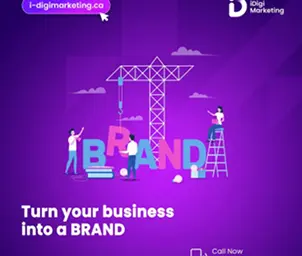 i-digimarketing.ca
iDigi
Marketing
BRAND
Turn your business
into a BRAND
Call Now